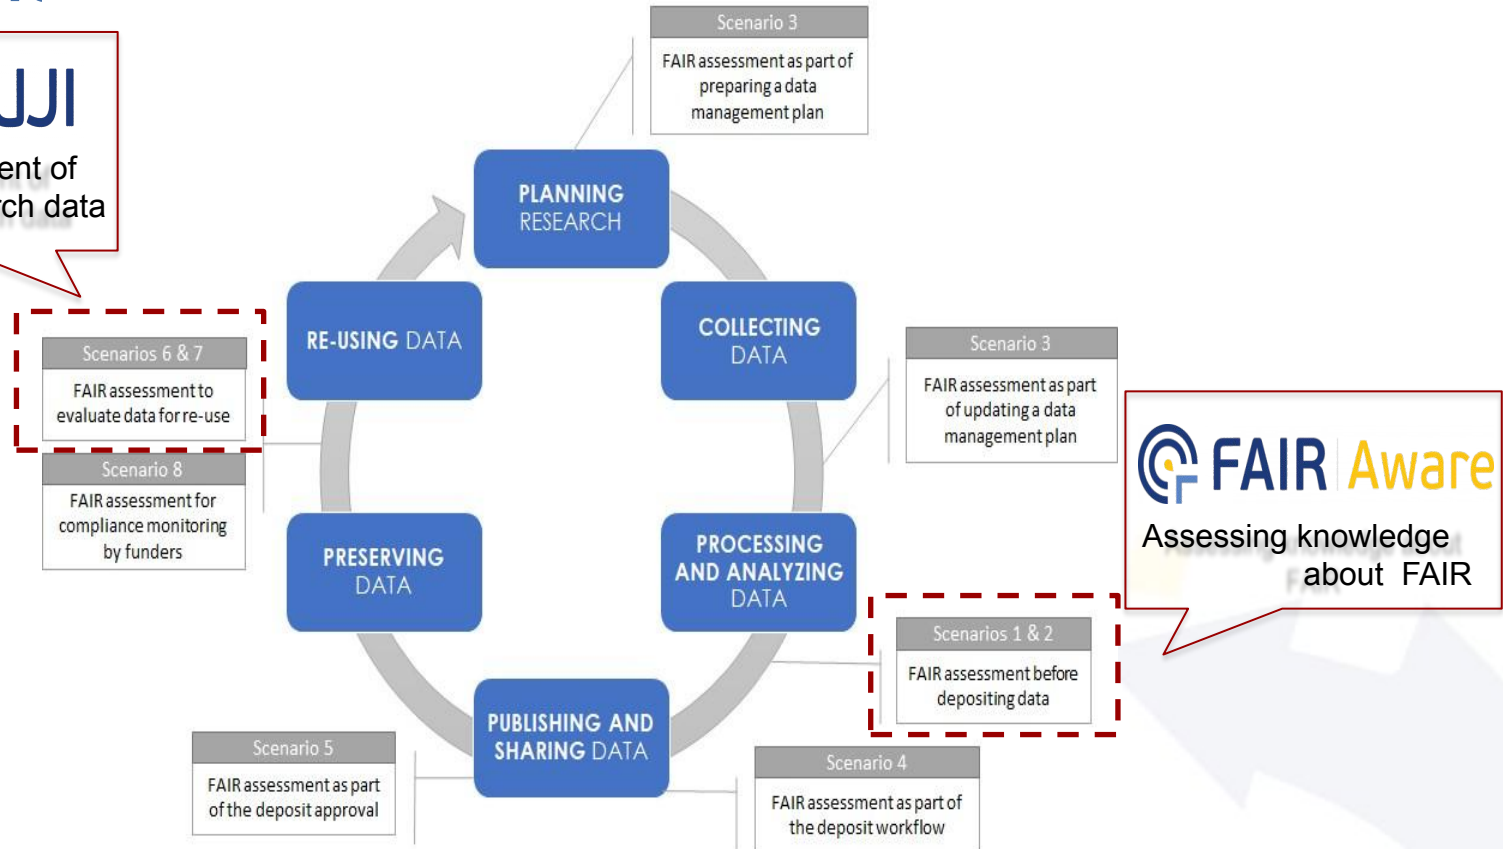 Scenario 3
FAIR assessment as part of
preparing a data
management plan
UJI
ent of
rch data
PLANNING
RESEARCH
RE-USING DATA
COLLECTING
DATA
Scenarios 6 & 7
FAIR assessment to
evaluate data for re-use
Scenario 3
FAIR assessment as part
of updating a data
management plan
FAIR Aware
Assessing knowledge
about FAIR
Scenario 8
FAIR assessment for
compliance monitoring
by funders
PRESERVING
DATA
PROCESSING
AND ANALYZING
DATA
Scenarios 1 & 2
FAIR assessment before
depositing data
PUBLISHING AND
SHARING DATA
Scenario 5
FAIR assessment as part
of the deposit approval
Scenario 4
FAIR assessment as part of
the deposit workflow